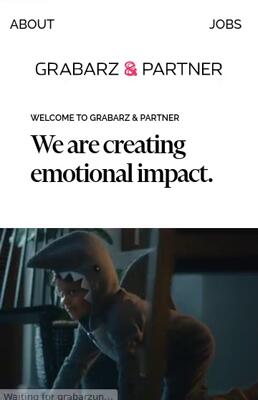 ABOUT
JOBS
GRABARZ & PARTNER
WELCOME TO GRABARZ & PARTNER
We are creating
emotional impact.
Waiting for grabarzun...